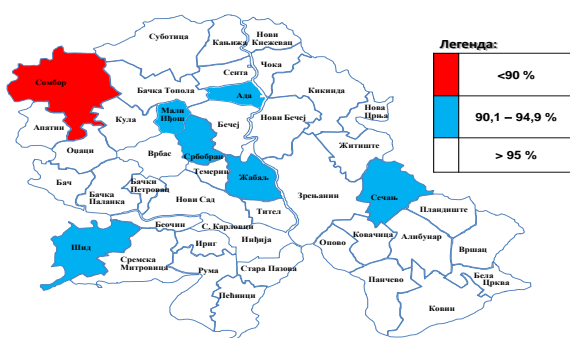 Нови
Кнежевац
Суботица
Кањижа
Чока
Сента
Сомбор
Бачка Топола
Ада
Кикинда
Мали
Иђош
Нова
Црња
Апатин
Кула
Бечеј
Нови Бечеј
Житиште
Оџаци
Врбас
Србобран
Темерин
Жабаљ
Бач
Бачки
Петровац
Бачка
Паланка
Нови Сад
Зрењанин
Сечањ
Тител
Пландиште
Беочин
С. Карловци
Шид
Ириг
Инђија
Опово
Ковачица
Алибунар
Вршац
Сремска
Митровица
Рума
Стара Пазова
Панчево
Бела
Црква
Пећинци
Ковин
Легенда:
<90 %
90,1 – 94,9 %
> 95 %